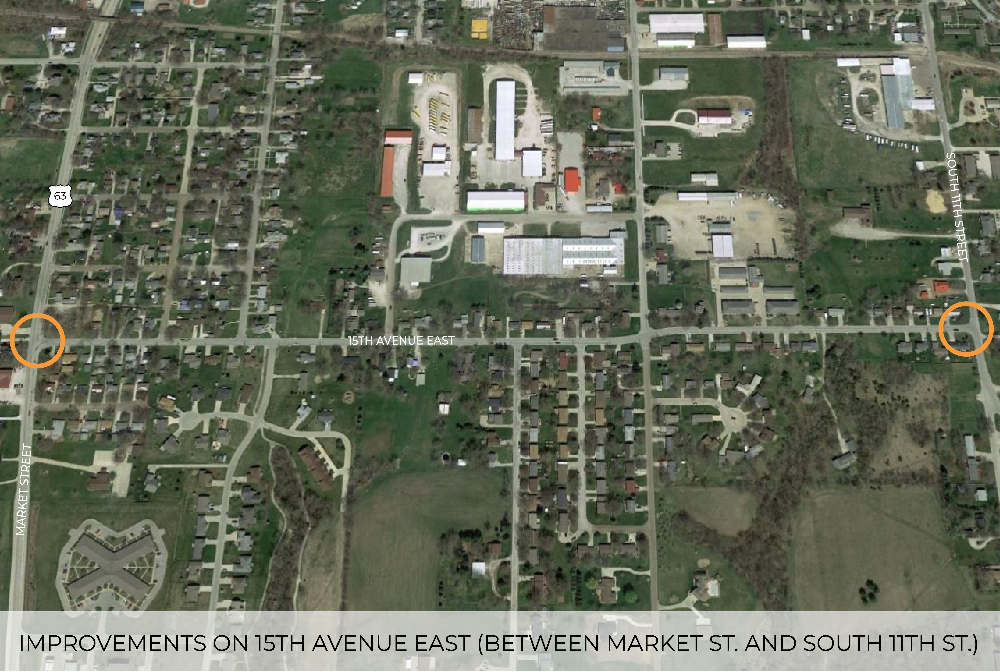 63
SOUTH 11TH STREET
15TH AVENUE EAST
MARKET STREET
IMPROVEMENTS ON 15TH AVENUE EAST (BETWEEN MARKET ST. AND SOUTH 11TH ST.)